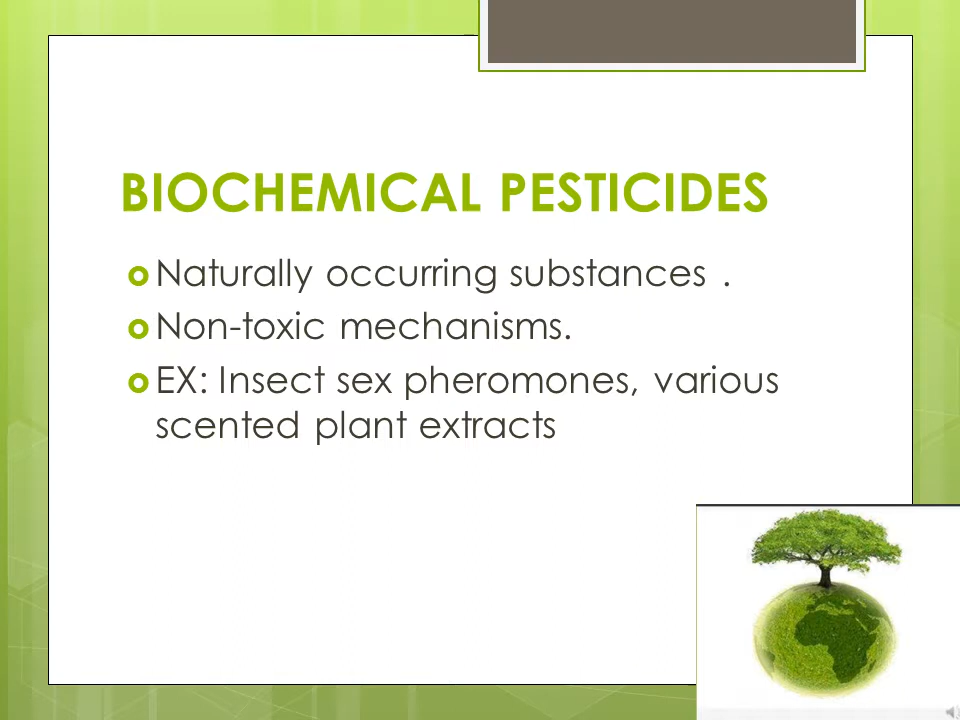 BIOCHEMICAL PESTICIDES
Naturally occurring substances .
Non-toxic mechanisms.
EX: Insect sex pheromones, various
scented plant extracts